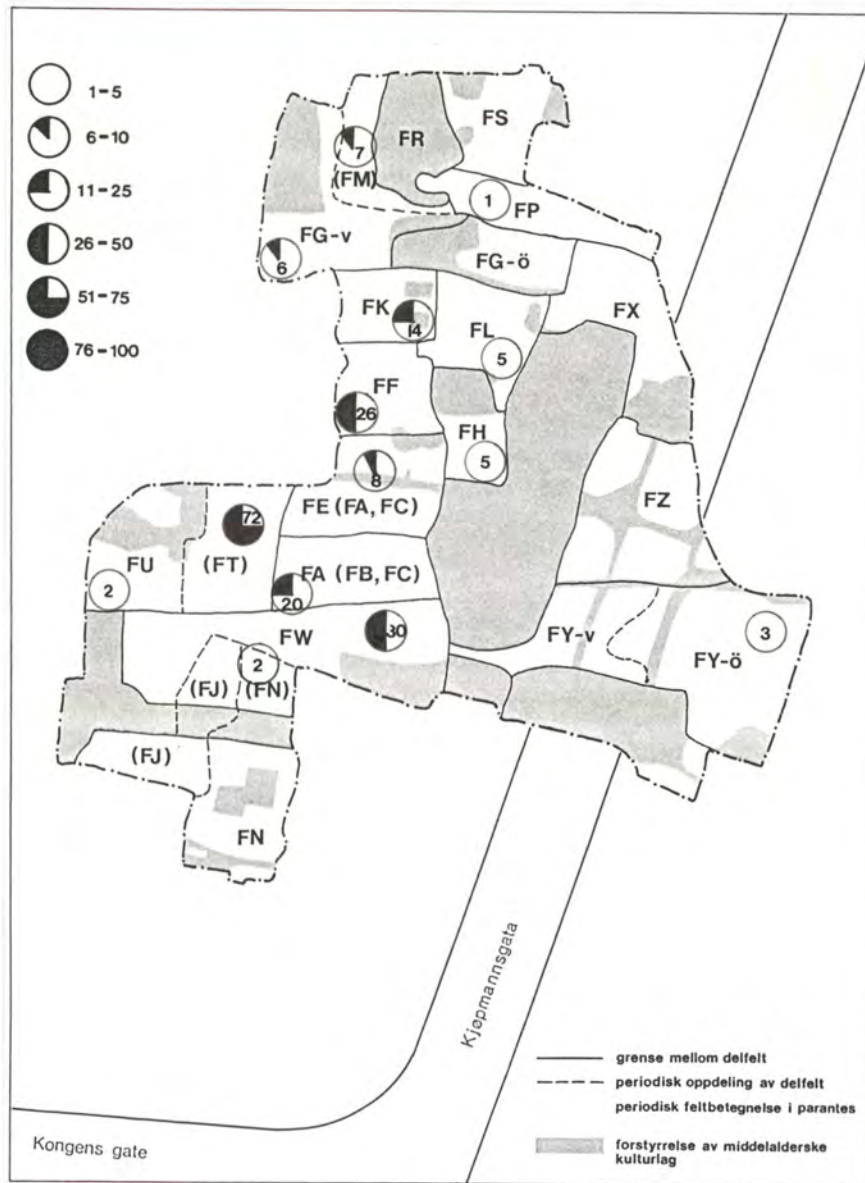 1-5
6-10
11-25
26-50
51-75
76-100
FS
FR
7
(FM)
1
FP
FG-v
6
FG-ö
FX
FK
14
FL
5
FF
26
FH
5
8
FE (FA, FC)
FZ
72
(FT)
FU
2
FA (FB, FC)
20
FW
30
FY-v
3
FY-ö
2
(FJ)
(FN)
(FJ)
FN
Kjøpmannsgata
grense mellom delfelt
periodisk oppdeling av delfelt
periodisk feltbetegnelse i parantes
forstyrrelse av middelalderske
kulturlag
Kongens gate